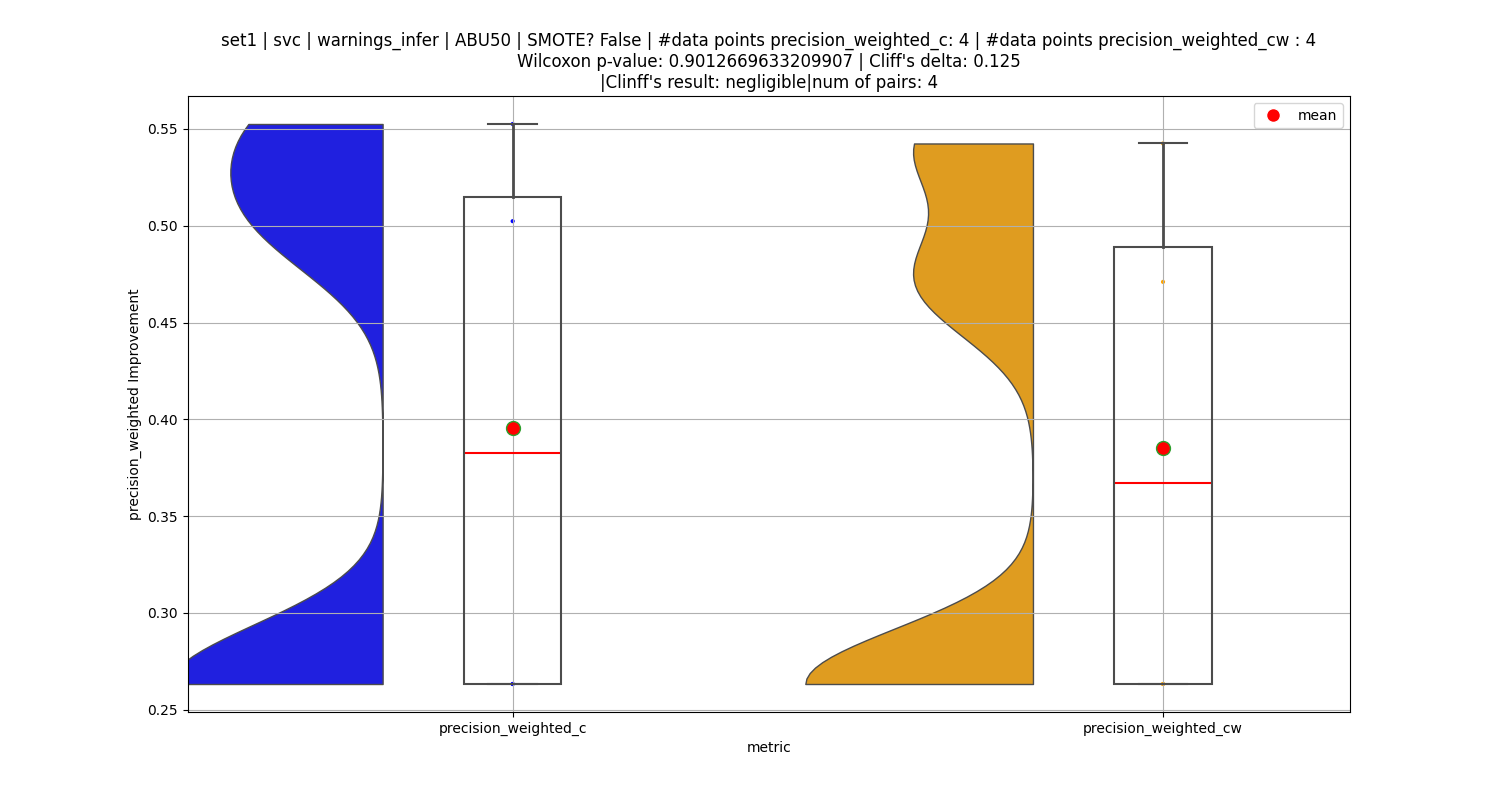 set1 | svc | warnings_infer | ABU50 | SMOTE? False | #data points precision_weighted_c: 4 | #data points precision_weighted_cw : 4
Wilcoxon p-value: 0.9012669633209907 | Cliff's delta: 0.125
|Clinff's result: negligible|num of pairs: 4
mean
0.55
0.50
0.45
0.40
0.35
0.30
0.25
precision_weighted Improvement
precision_weighted_c
precision_weighted_cw
metric